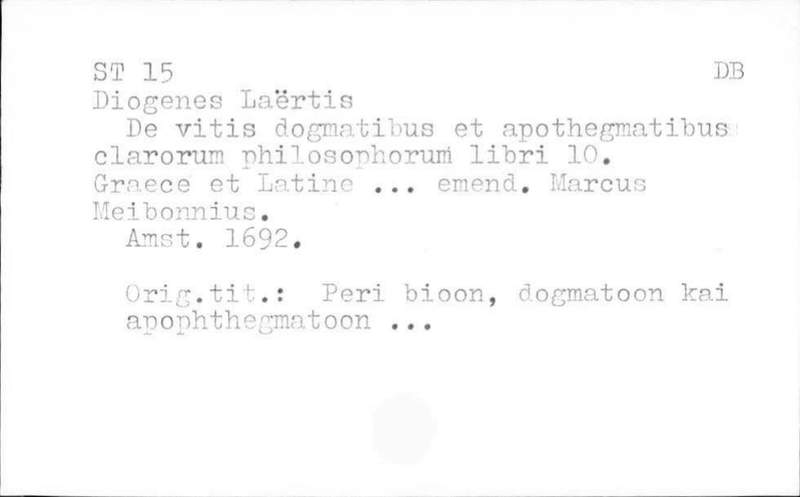 ST 15 DB
Diogenes Laërtis
De vitis dogmatibus et apothegmatibus
clarorum philosophorum libri 10.
Graece et Latine ... emend. Marcus
Meibonnius.
Amst. 1692.
Orig.tit.: Peri bioon, dogmatoon kai
apophthegmatoon ...